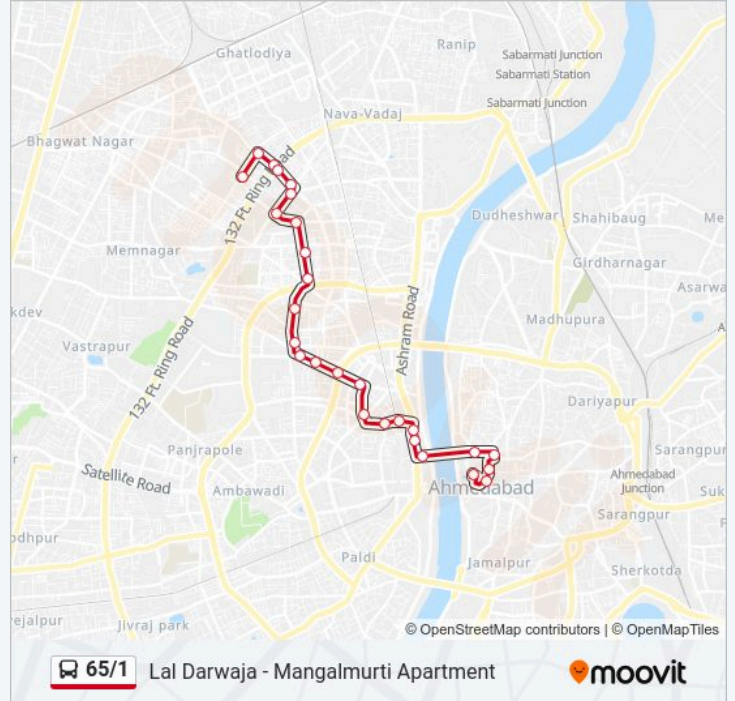 Ghatlodiya
Ranip
Sabarmati Junction
Sabarmati Station
Sabarmati Junction
Nava-Vadaj
Bhagwat Nagar
132 Ft. Ring Road
Dudheshwar
Shahibaug
Me
Memnagar
Girdharnagar
Asarwa
kdev
Ashram Road
Madhupura
A
Vastrapur
132 Ft. Ring Road
Dariyapur
Panjrapole
Saraspur
Satellite Road
Ahmedabad
Junction
Ambawadi
Ahmedabad
Suk
Sarangpur
odhpur
Paldi
Jamalpur
Sherkotda
vejalpur
Jivraj park
© OpenStreetMap contributors | © OpenMapTiles
65/1 Lal Darwaja - Mangalmurti Apartment
moovit